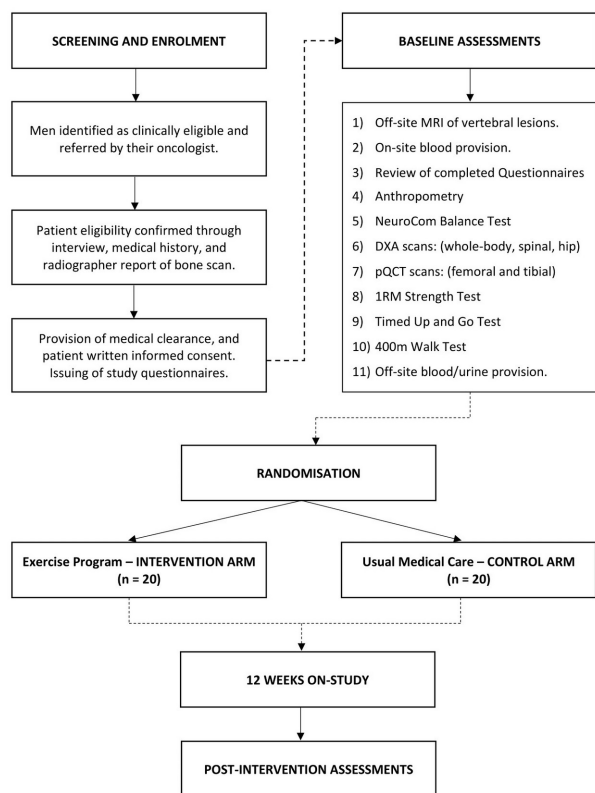 SCREENING AND ENROLMENT
Men identified as clinically eligible and
referred by their oncologist.
Patient eligibility confirmed through
interview, medical history, and
radiographer report of bone scan.
Provision of medical clearance, and
patient written informed consent.
Issuing of study questionnaires.
BASELINE ASSESSMENTS
1) Off-site MRI of vertebral lesions.
2) On-site blood provision.
3) Review of completed Questionnaires
4) Anthropometry
5) NeuroCom Balance Test
6) DXA scans: (whole-body, spinal, hip)
7) pQCT scans: (femoral and tibial)
8) 1RM Strength Test
9) Timed Up and Go Test
10) 400m Walk Test
11) Off-site blood/urine provision.
RANDOMISATION
Exercise Program – INTERVENTION ARM
(n = 20)
Usual Medical Care – CONTROL ARM
(n = 20)
12 WEEKS ON-STUDY
POST-INTERVENTION ASSESSMENTS